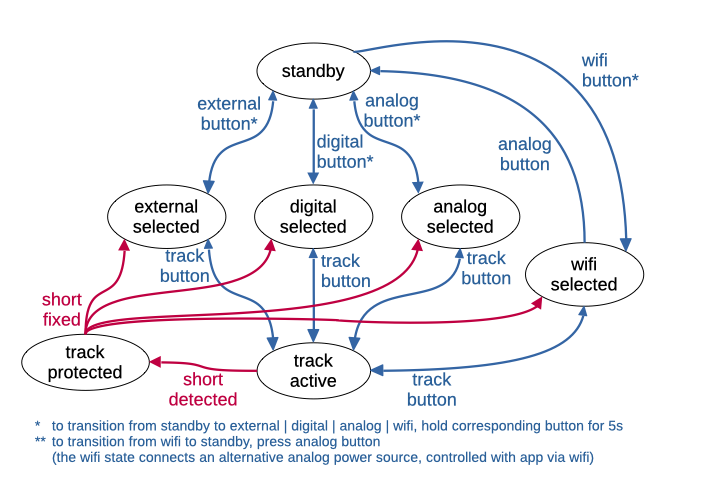 standby
wifi
button*
external
button*
analog
button*
digital
button*
analog
button
external
selected
digital
selected
analog
selected
wifi
selected
track
button
track
button
track
button
short
fixed
track
protected
track
active
short
detected
track
button
* to transition from standby to external | digital | analog | wifi, hold corresponding button for 5s
** to transition from wifi to standby, press analog button
(the wifi state connects an alternative analog power source, controlled with app via wifi)